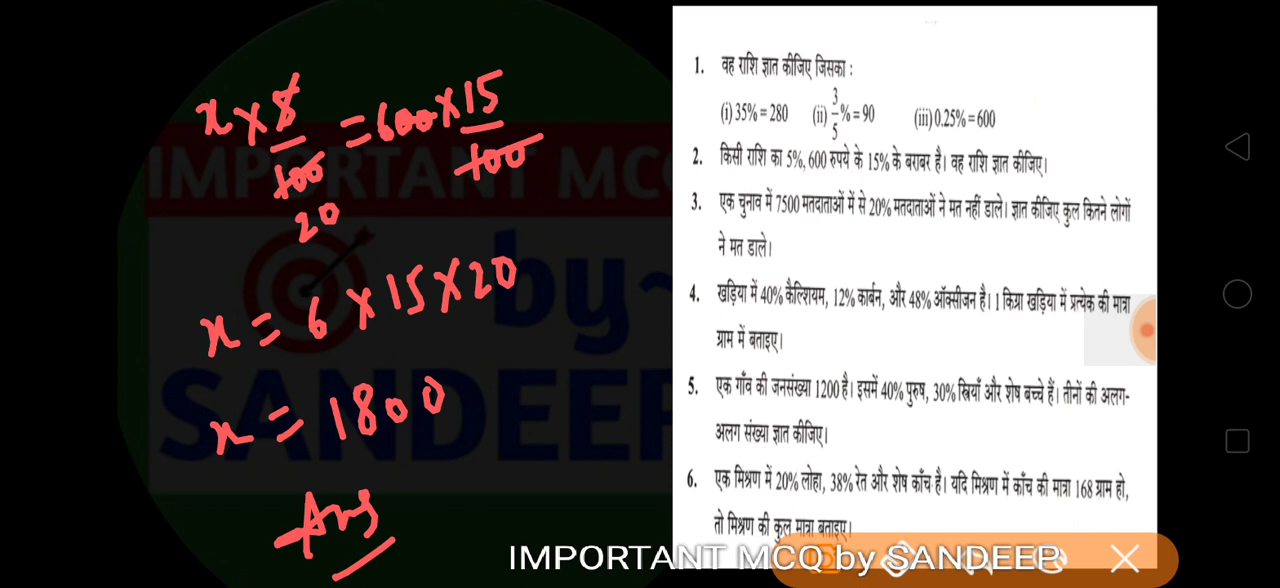 x × 5/100 = 600 × 15/100
20
x = 6 × 15 × 20
x = 1800
Ans
IMPORTANT MCQ
by~
SANDEEP
1. वह राशि ज्ञात कीजिए जिसका :
(i) 35% = 280 (ii) 3/5% = 90 (iii) 0.25% = 600
2. किसी राशि का 5%, 600 रुपये के 15% के बराबर है। वह राशि ज्ञात कीजिए।
3. एक चुनाव में 7500 मतदाताओं में से 20% मतदाताओं ने मत नहीं डाले। ज्ञात कीजिए कुल कितने लोगों
ने मत डाले।
4. खड़िया में 40% कैल्शियम, 12% कार्बन, और 48% ऑक्सीजन है। 1 किग्रा खड़िया में प्रत्येक की मात्रा
ग्राम में बताइए।
5. एक गाँव की जनसंख्या 1200 है। इसमें 40% पुरुष, 30% स्त्रियाँ और शेष बच्चे हैं। तीनों की अलग-
अलग संख्या ज्ञात कीजिए।
6. एक मिश्रण में 20% लोहा, 38% रेत और शेष काँच है। यदि मिश्रण में काँच की मात्रा 168 ग्राम हो,
तो मिश्रण की कुल मात्रा बताइए।
IMPORTANT MCQ by SANDEEP